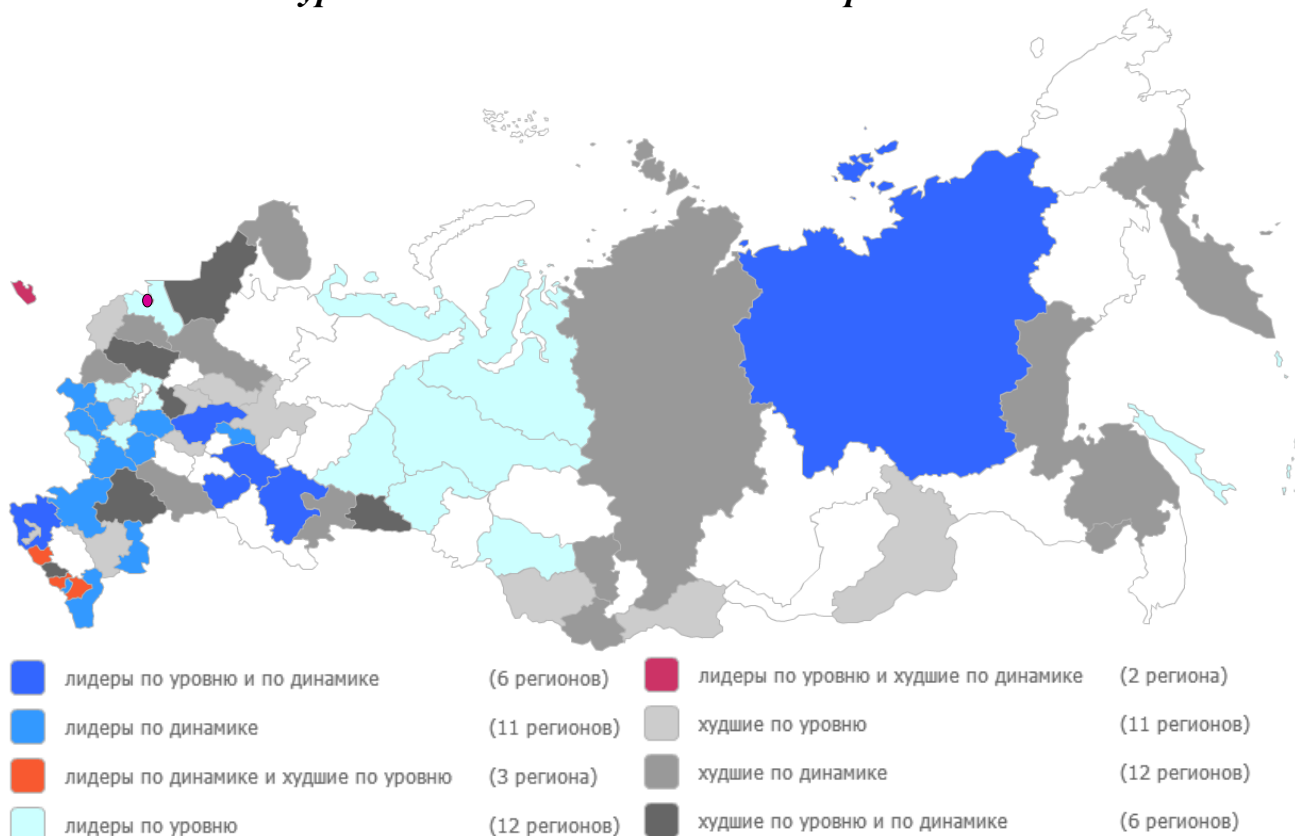 лидеры по уровню и по динамике (6 регионов)
лидеры по динамике (11 регионов)
лидеры по динамике и худшие по уровню (3 региона)
лидеры по уровню (12 регионов)
лидеры по уровню и худшие по динамике (2 региона)
худшие по уровню (11 регионов)
худшие по динамике (12 регионов)
худшие по уровню и по динамике (6 регионов)